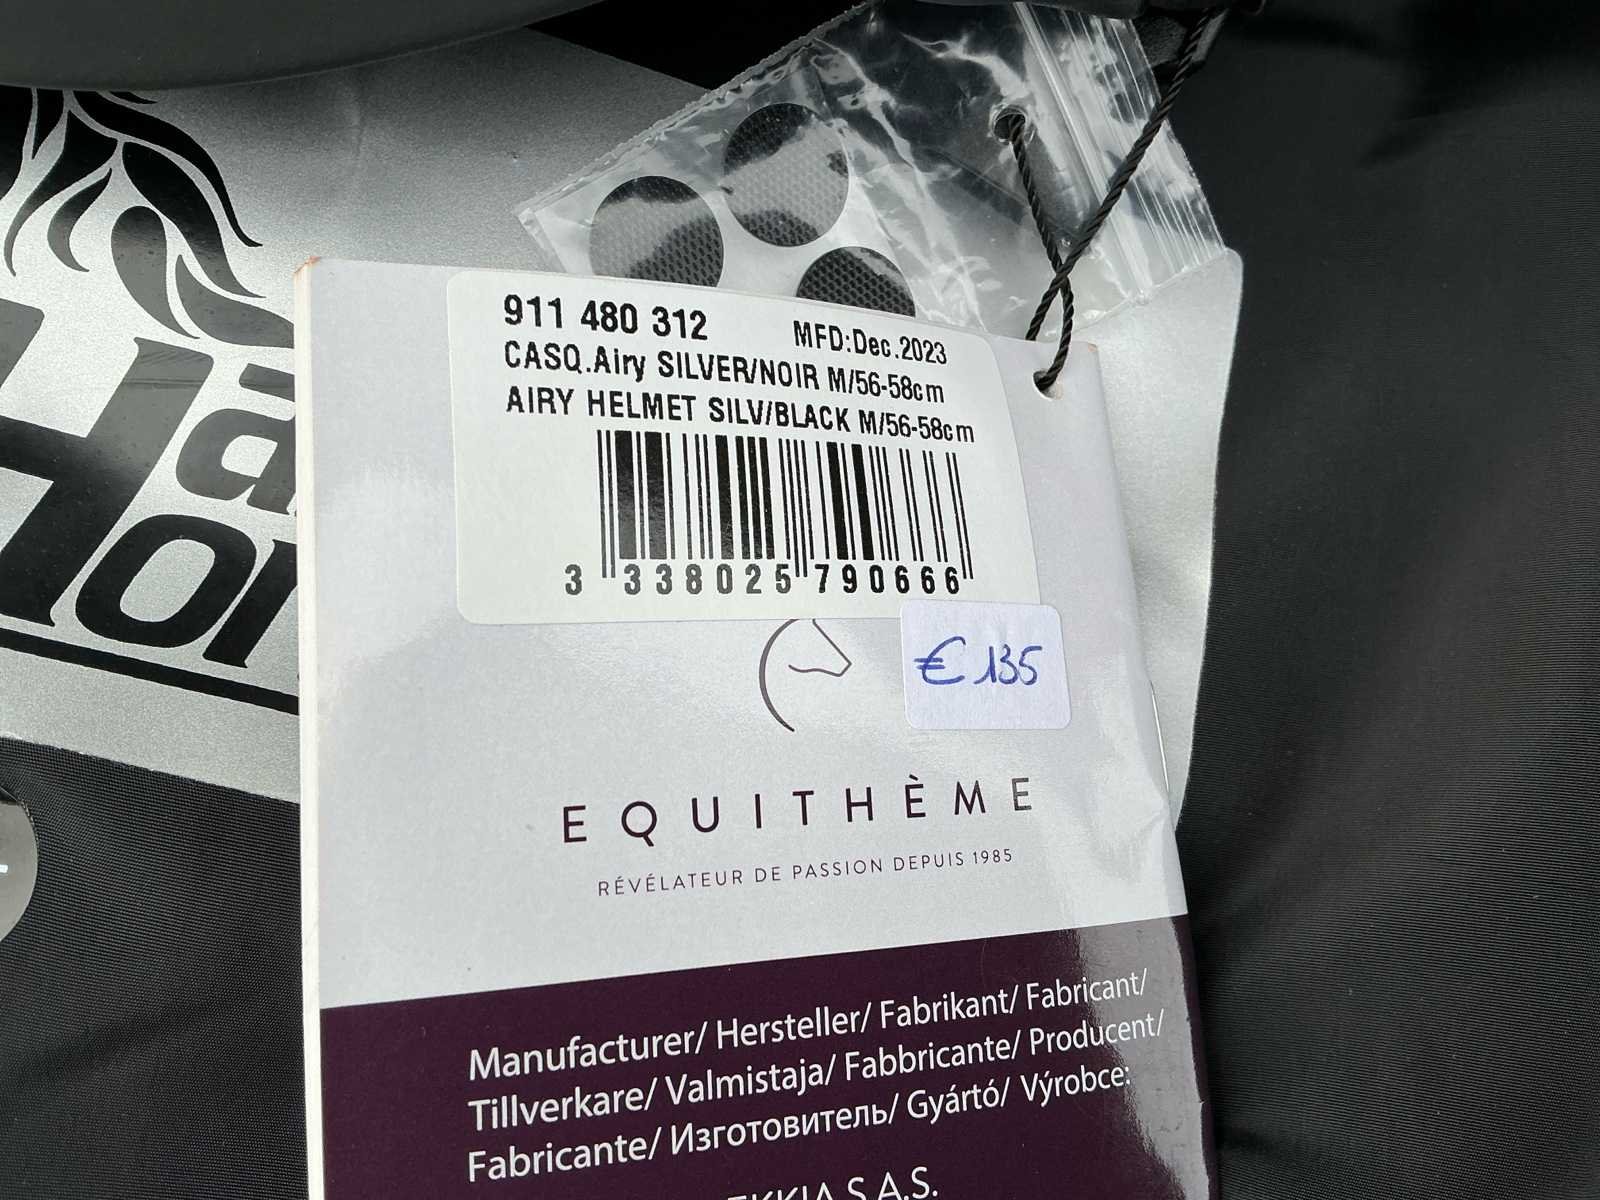 911 480 312 MFD:Dec.2023
CASQ.Airy SILVER/NOIR M/56-58cm
AIRY HELMET SILV/BLACK M/56-58cm
3 338025 790666
€ 135
EQUITHÈME
RÉVÉLATEUR DE PASSION DEPUIS 1985
Manufacturer/ Hersteller/ Fabrikant/ Fabricant/
Tillverkare/ Valmistaja/ Fabbricante/ Producent/
Fabricante/ Изготовитель/ Gyártó/ Výrobce:
S.A.S.